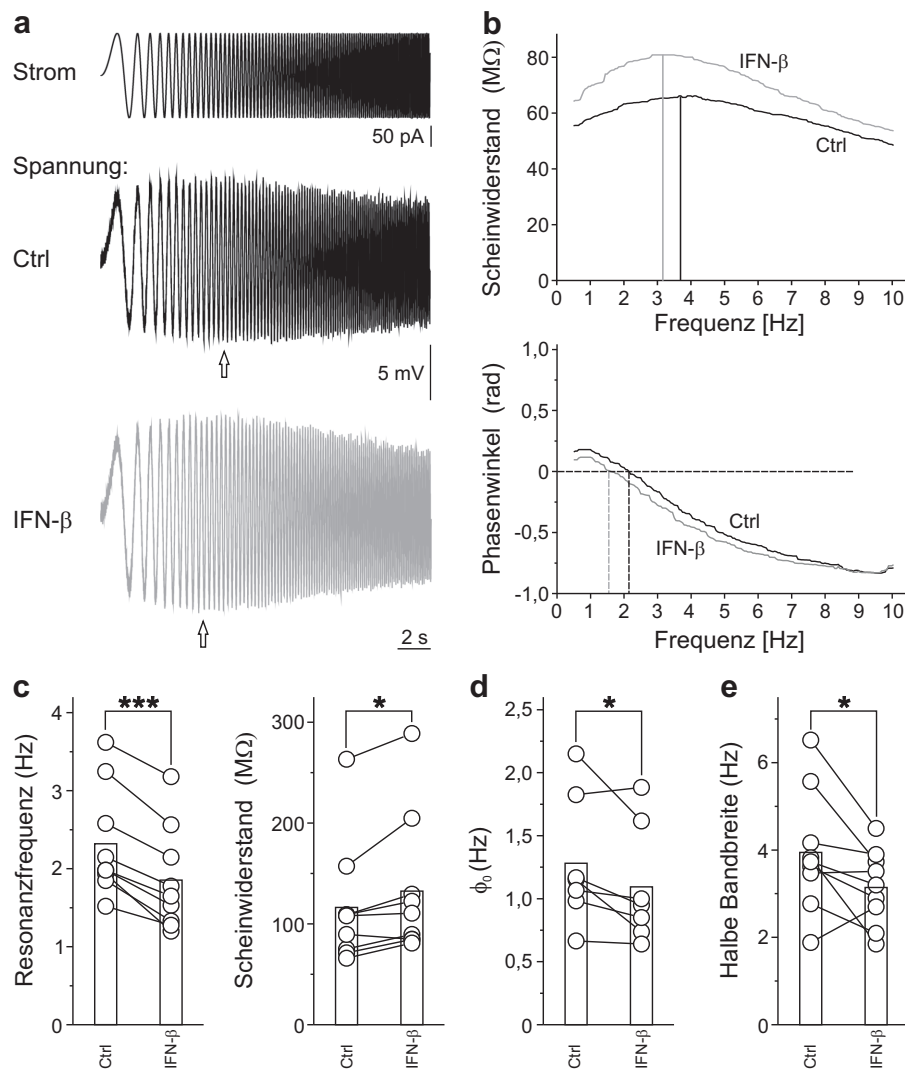 a
Strom
50 pA
Spannung:
Ctrl
5 mV
IFN-β
2 s
b
Scheinwiderstand (MΩ)
80
60
40
20
0
IFN-β
Ctrl
0 1 2 3 4 5 6 7 8 9 10
Frequenz [Hz]
Phasenwinkel (rad)
1,0
0,5
0
-0,5
-1,0
Ctrl
IFN-β
0 1 2 3 4 5 6 7 8 9 10
Frequenz [Hz]
c
Resonanzfrequenz (Hz)
4
3
2
1
0
***
Ctrl
IFN-β
Scheinwiderstand (MΩ)
300
200
100
0
*
Ctrl
IFN-β
d
ϕ0 (Hz)
2,5
2,0
1,5
1,0
0,5
0,0
*
Ctrl
IFN-β
e
Halbe Bandbreite (Hz)
6
4
2
0
*
Ctrl
IFN-β